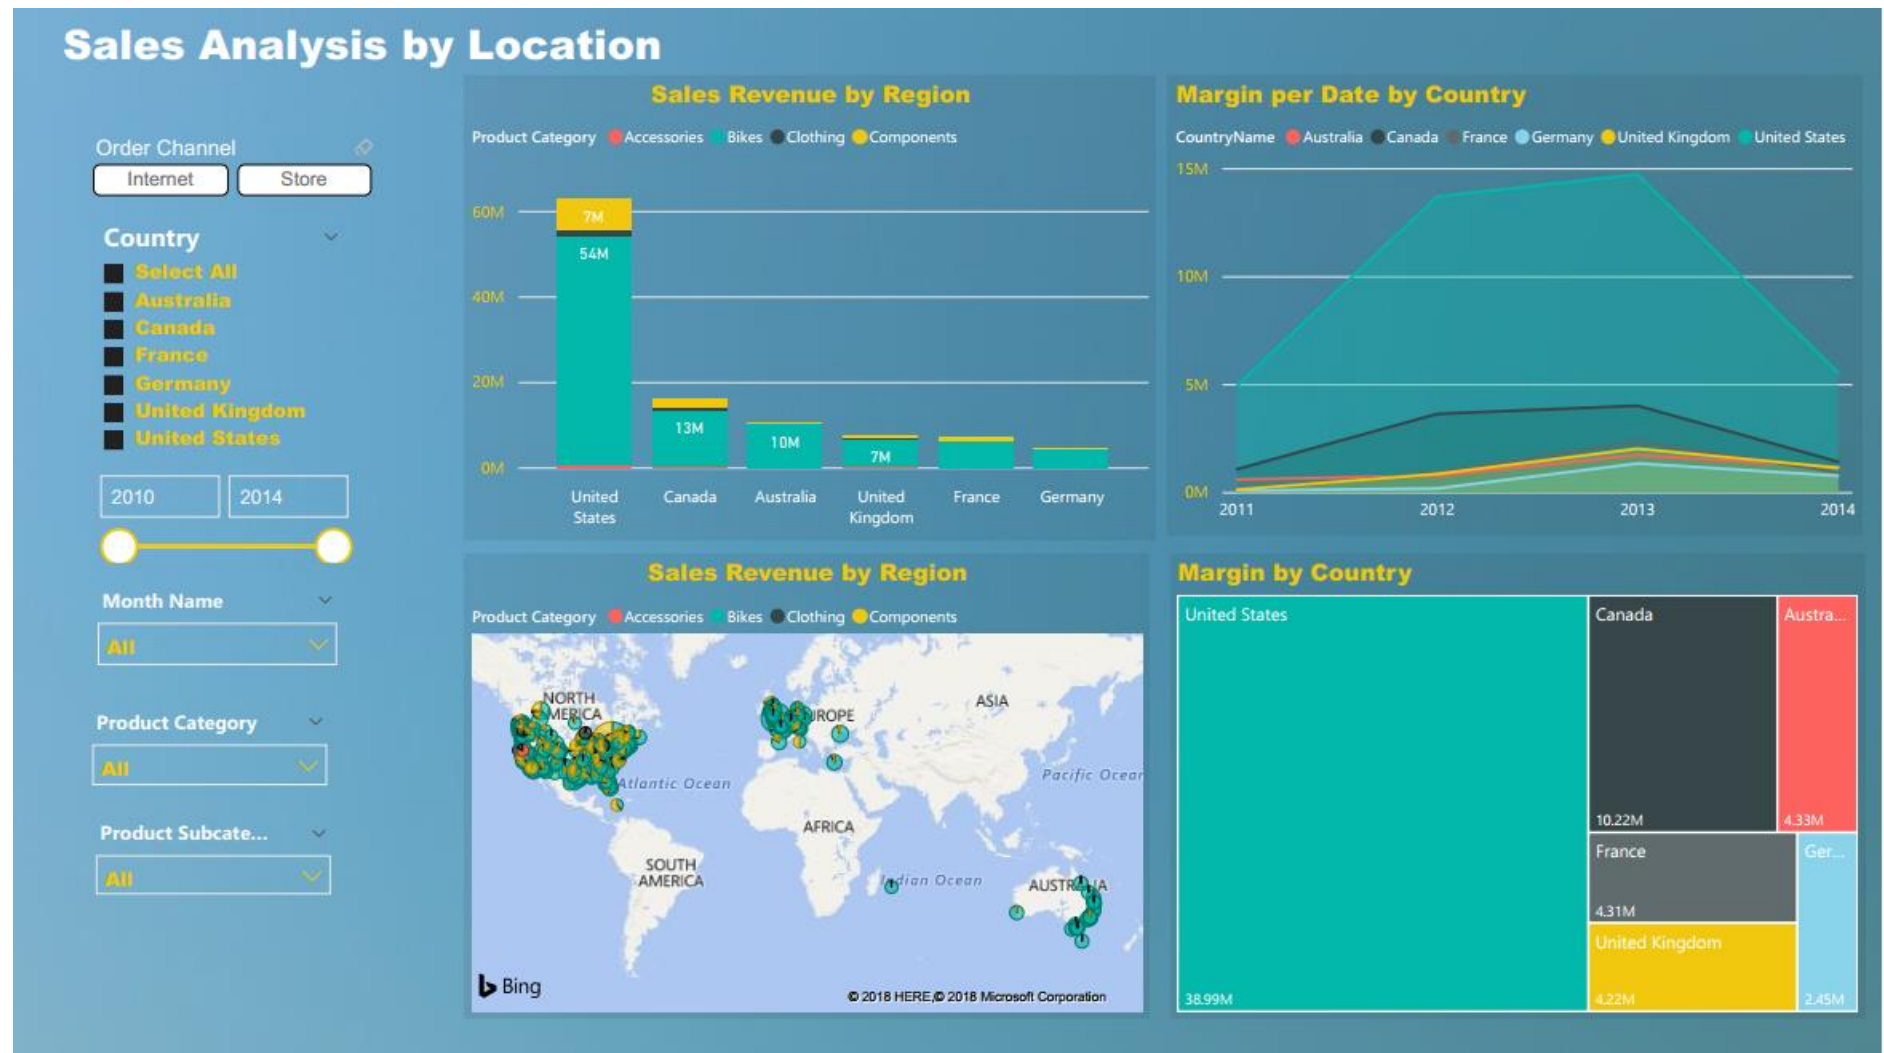 Sales Analysis by Location
Order Channel
Internet Store
Country
Select All
Australia
Canada
France
Germany
United Kingdom
United States
2010 2014
Month Name
All
Product Category
All
Product Subcate...
All
Sales Revenue by Region
Product Category Accessories Bikes Clothing Components
60M
40M
20M
0M
7M
54M
13M
10M
7M
United States Canada Australia United Kingdom France Germany
Margin per Date by Country
CountryName Australia Canada France Germany United Kingdom United States
15M
10M
5M
0M
2011 2012 2013 2014
Sales Revenue by Region
Product Category Accessories Bikes Clothing Components
NORTH
AMERICA
ASIA
Atlantic Ocean
Pacific Ocean
AFRICA
SOUTH
AMERICA
Indian Ocean
Bing
© 2018 HERE,© 2018 Microsoft Corporation
Margin by Country
United States
38.99M
Canada
10.22M
Austra...
4.33M
France
4.31M
Ger...
2.45M
United Kingdom
4.22M